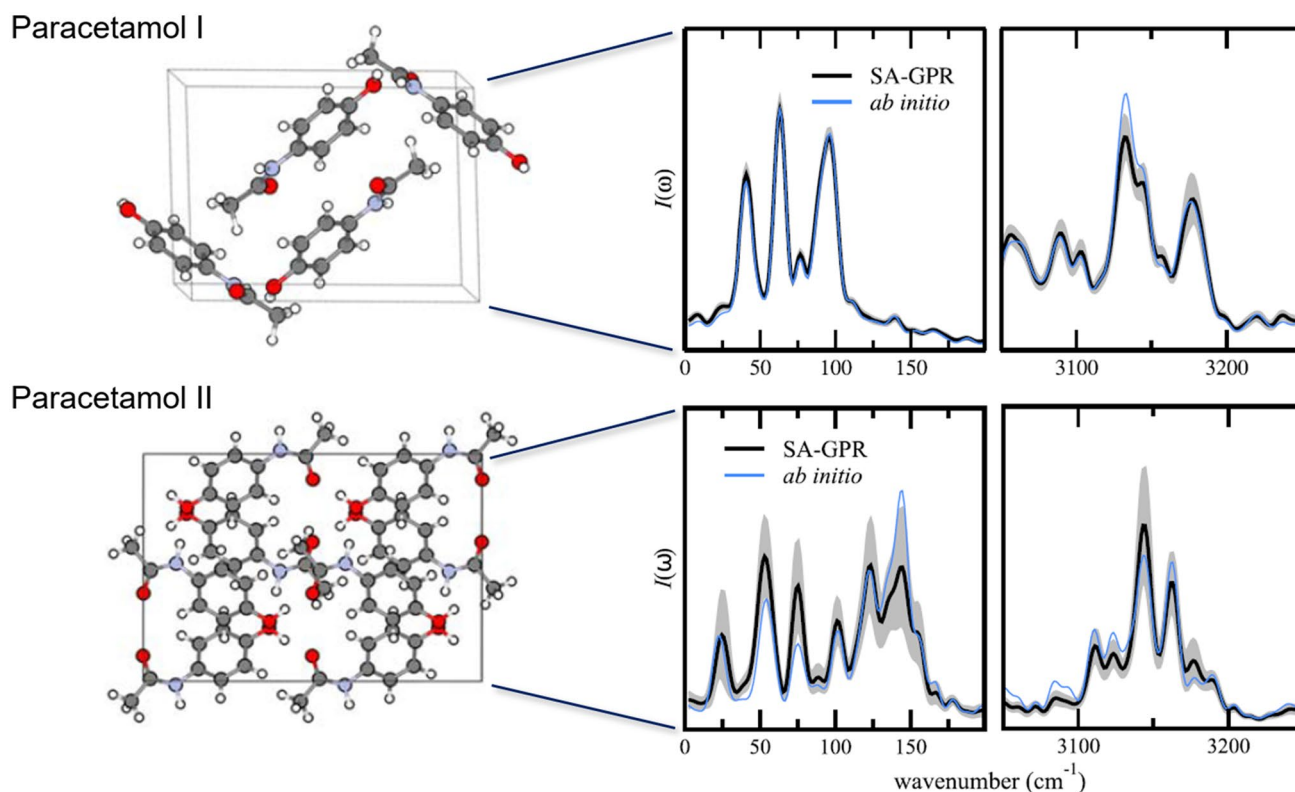 Paracetamol I
SA-GPR
ab initio
I(ω)
0 50 100 150
3100 3200
Paracetamol II
SA-GPR
ab initio
I(ω)
0 50 100 150
3100 3200
wavenumber (cm⁻¹)